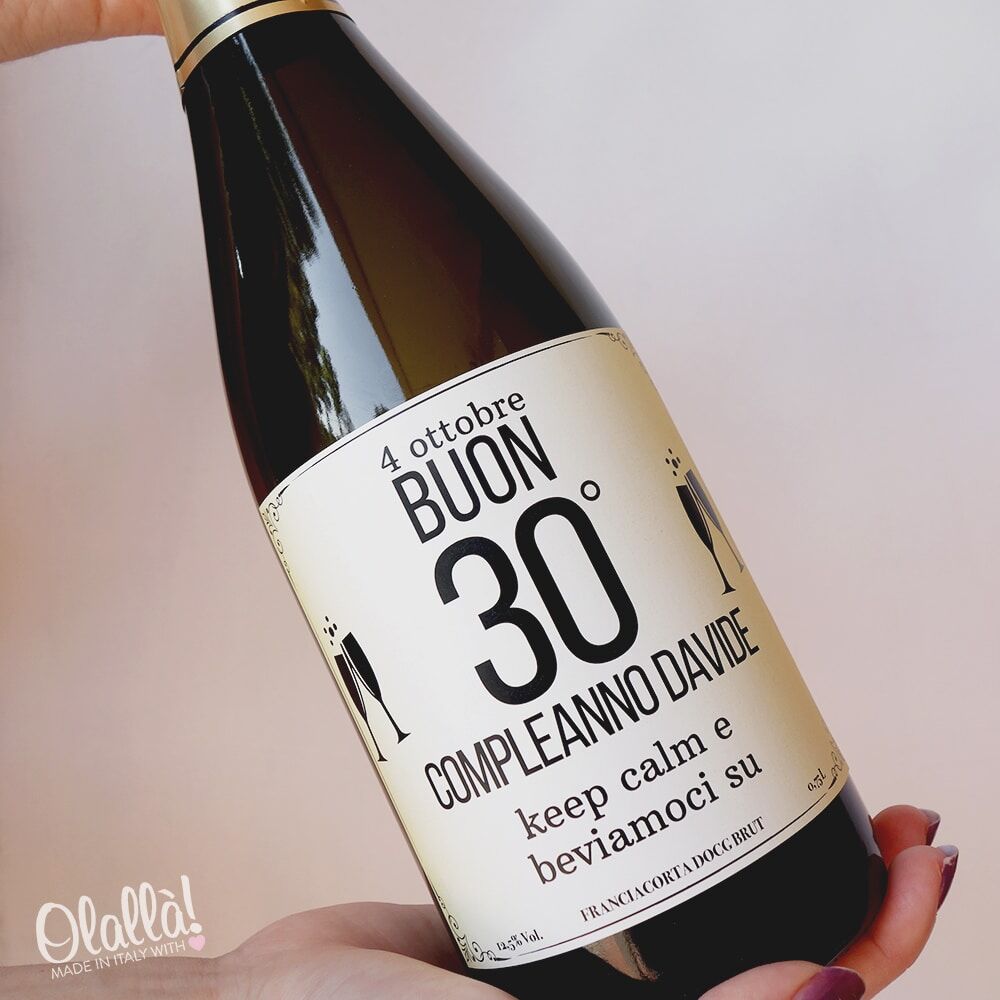 4 ottobre
BUON
30°
COMPLEANNO DAVIDE
keep calm e
beviamoci su
FRANCIACORTA DOCG BRUT
12,5% Vol.
0,75L
Olallà!
MADE IN ITALY WITH